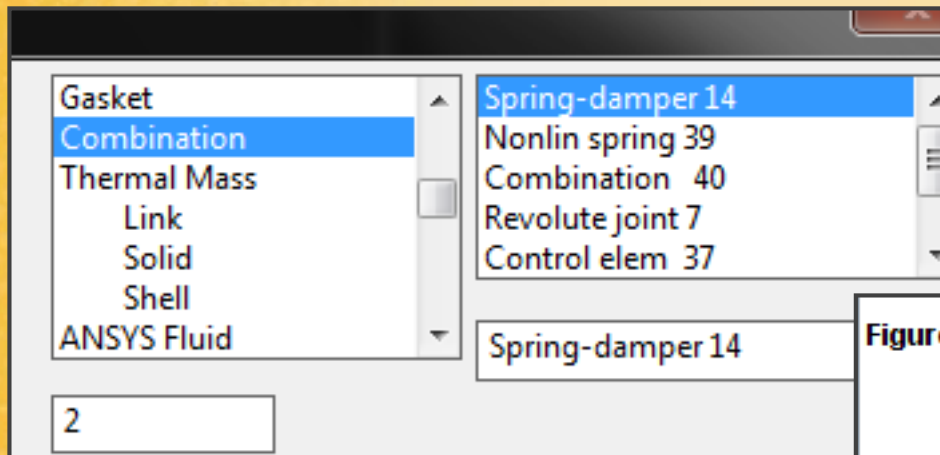 Gasket
Combination
Thermal Mass
Link
Solid
Shell
ANSYS Fluid
Spring-damper 14
Nonlin spring 39
Combination 40
Revolute joint 7
Control elem 37
Spring-damper 14
2